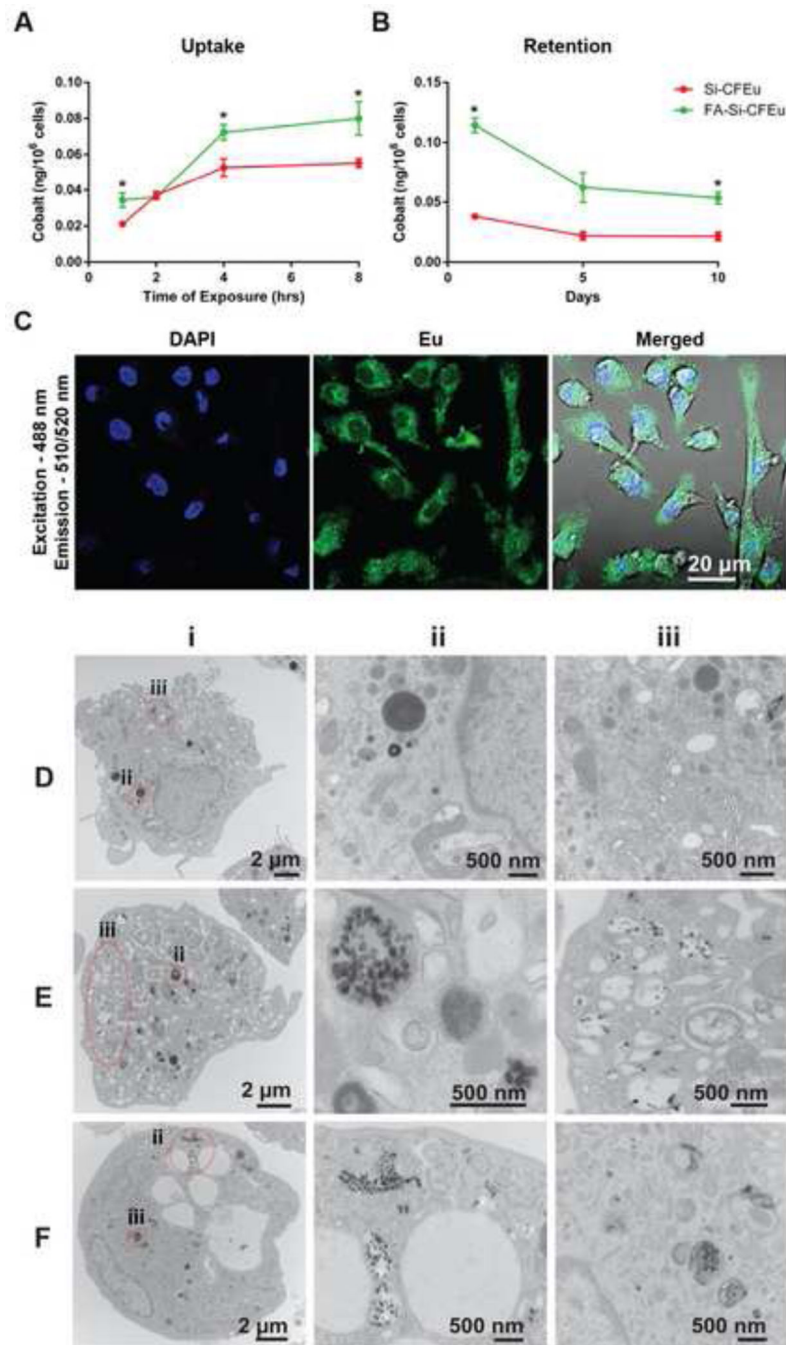 A
Uptake
Cobalt (ng/10⁶ cells)
0.10
0.08
0.06
0.04
0.02
0.00
*
*
*
0
2
4
6
8
Time of Exposure (hrs)
B
Retention
Cobalt (ng/10⁶ cells)
0.15
0.10
0.05
0.00
*
*
0
5
10
Days
Si-CFEu
FA-Si-CFEu
C
DAPI
Eu
Merged
Excitation - 488 nm
Emission - 510/520 nm
20 µm
i
ii
iii
D
iii
ii
2 µm
500 nm
500 nm
E
iii
ii
2 µm
500 nm
500 nm
F
ii
iii
2 µm
500 nm
500 nm